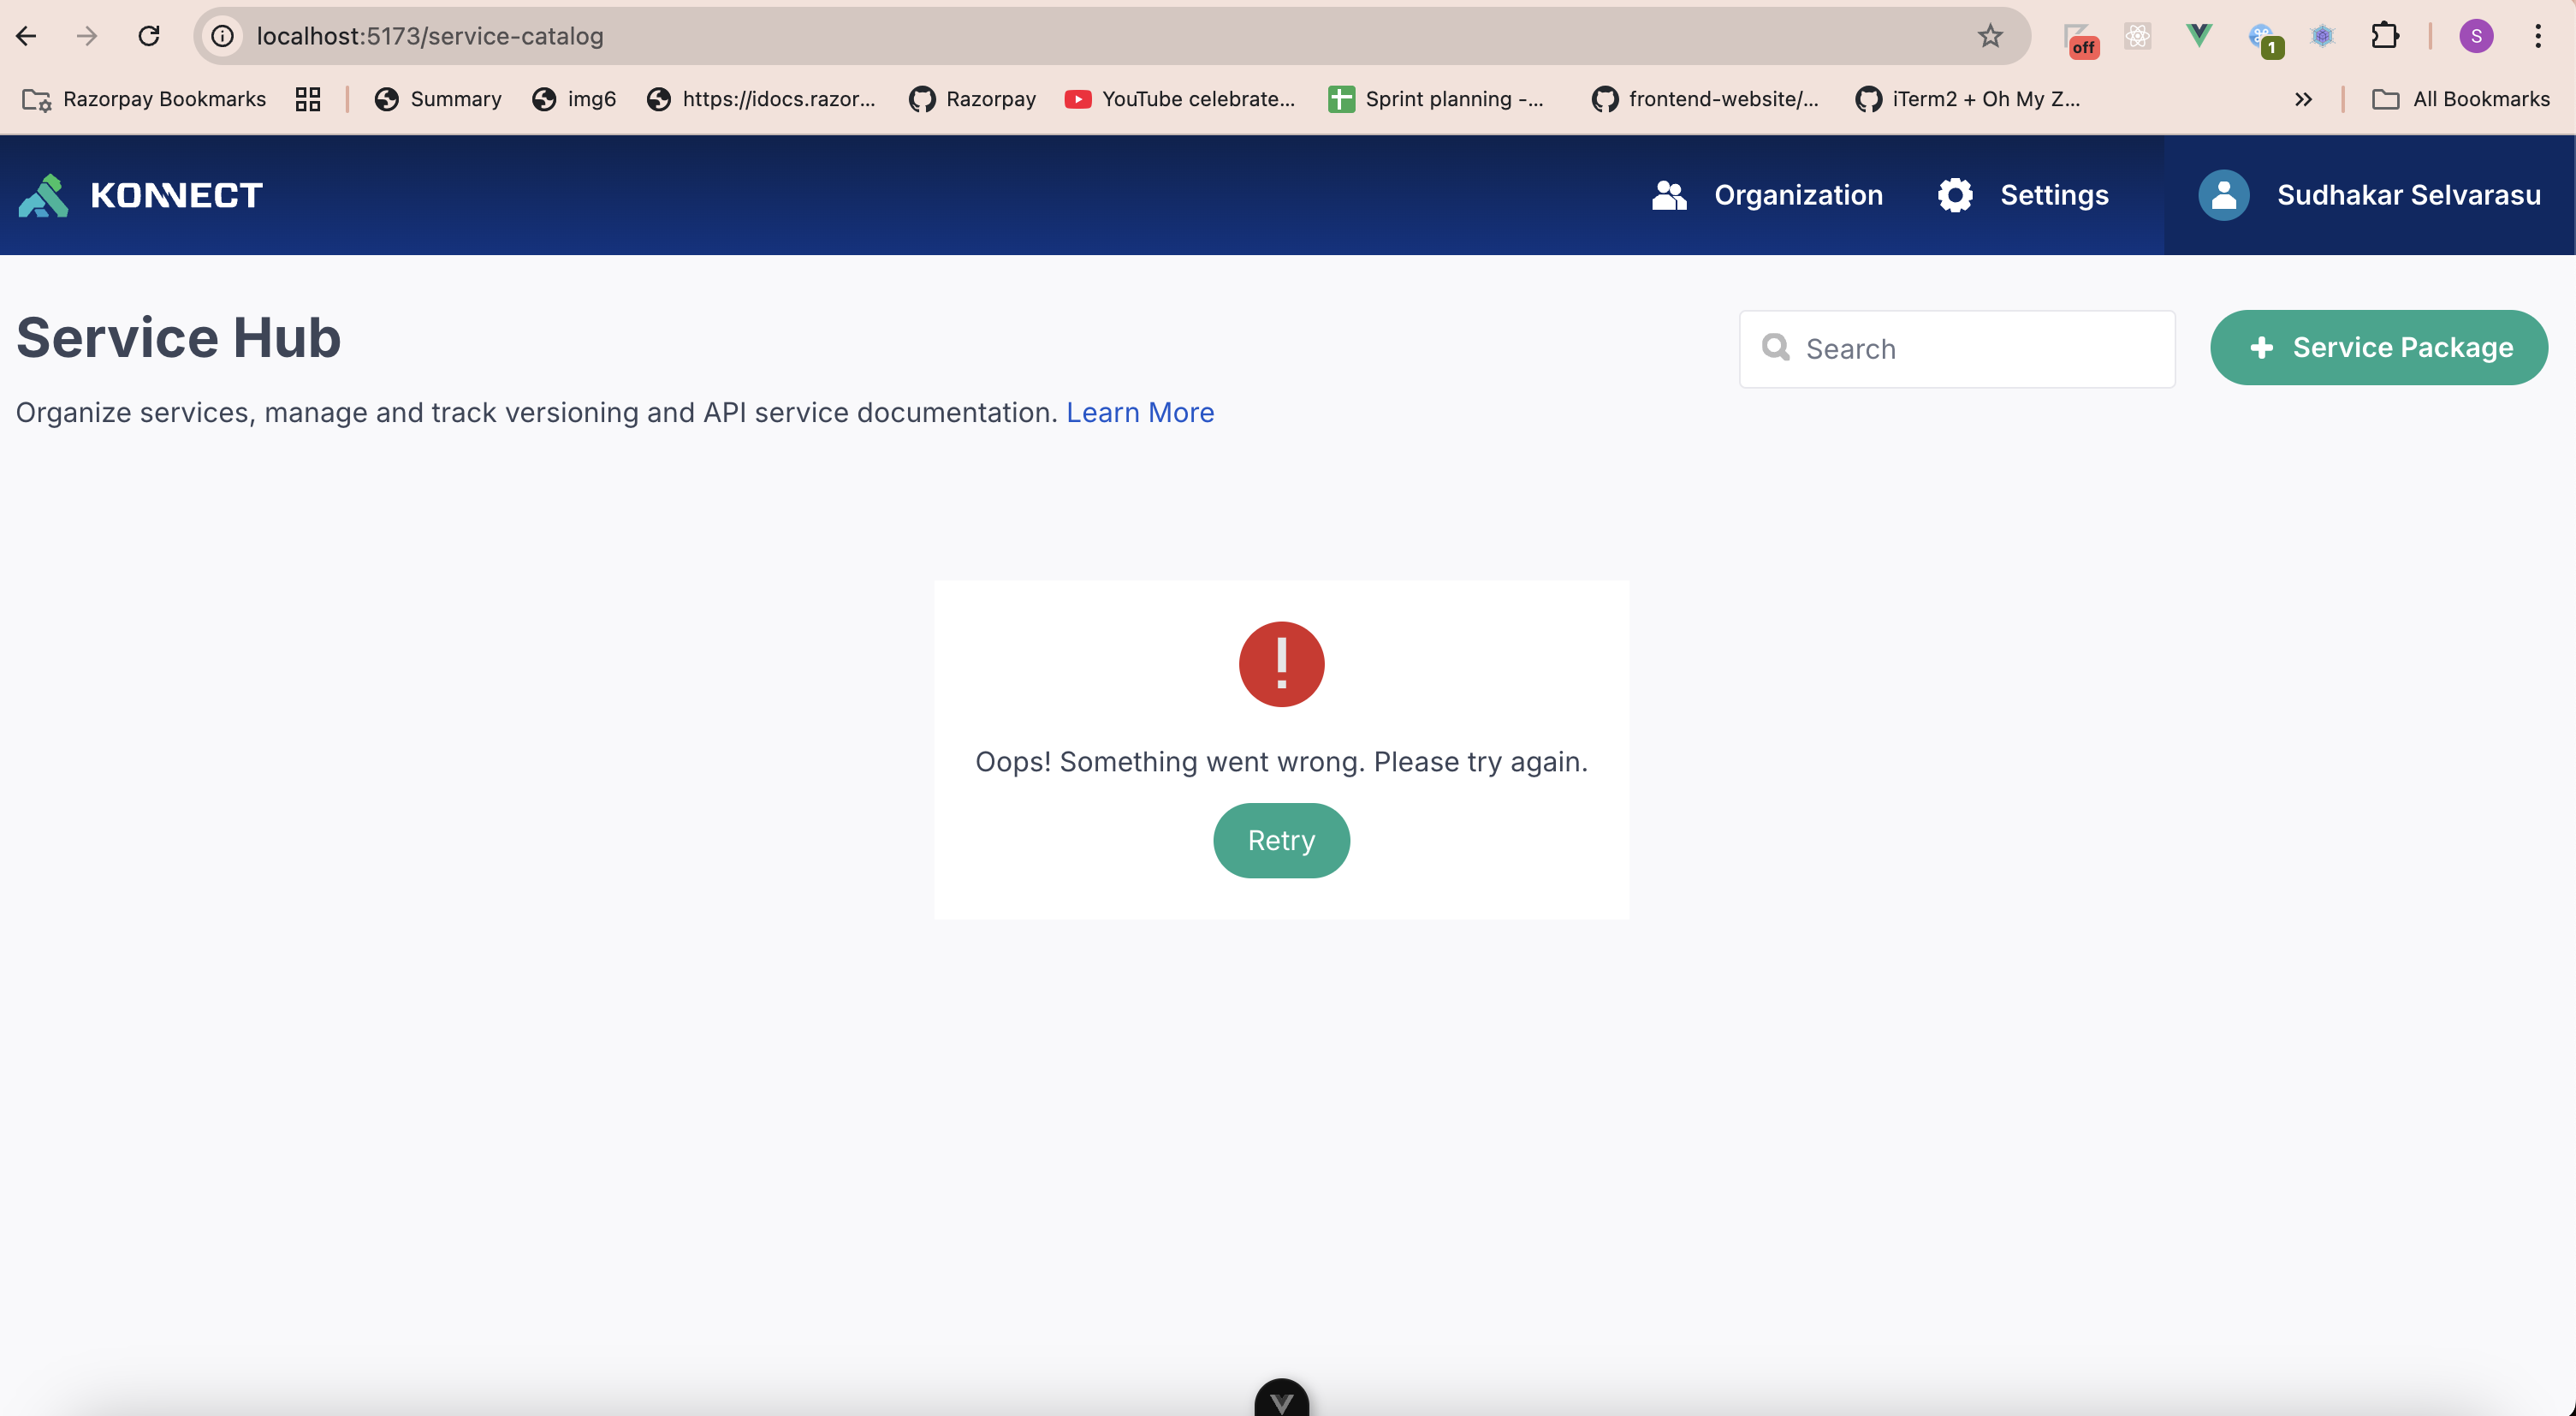 localhost:5173/service-catalog
off
1
S
Razorpay Bookmarks
Summary
img6
https://idocs.razor...
Razorpay
YouTube celebrate...
Sprint planning -...
frontend-website/...
iTerm2 + Oh My Z...
All Bookmarks
KONNECT
Organization
Settings
Sudhakar Selvarasu
Service Hub
Search
Service Package
Organize services, manage and track versioning and API service documentation. Learn More
Oops! Something went wrong. Please try again.
Retry